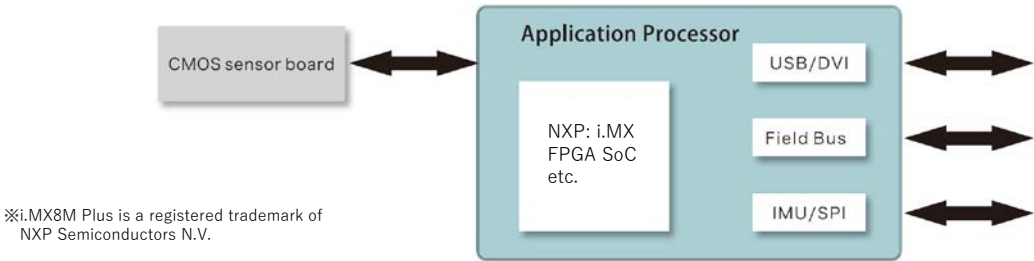 Application Processor
CMOS sensor board
USB/DVI
NXP: i.MX
FPGA SoC
etc.
Field Bus
IMU/SPI
※i.MX8M Plus is a registered trademark of
NXP Semiconductors N.V.